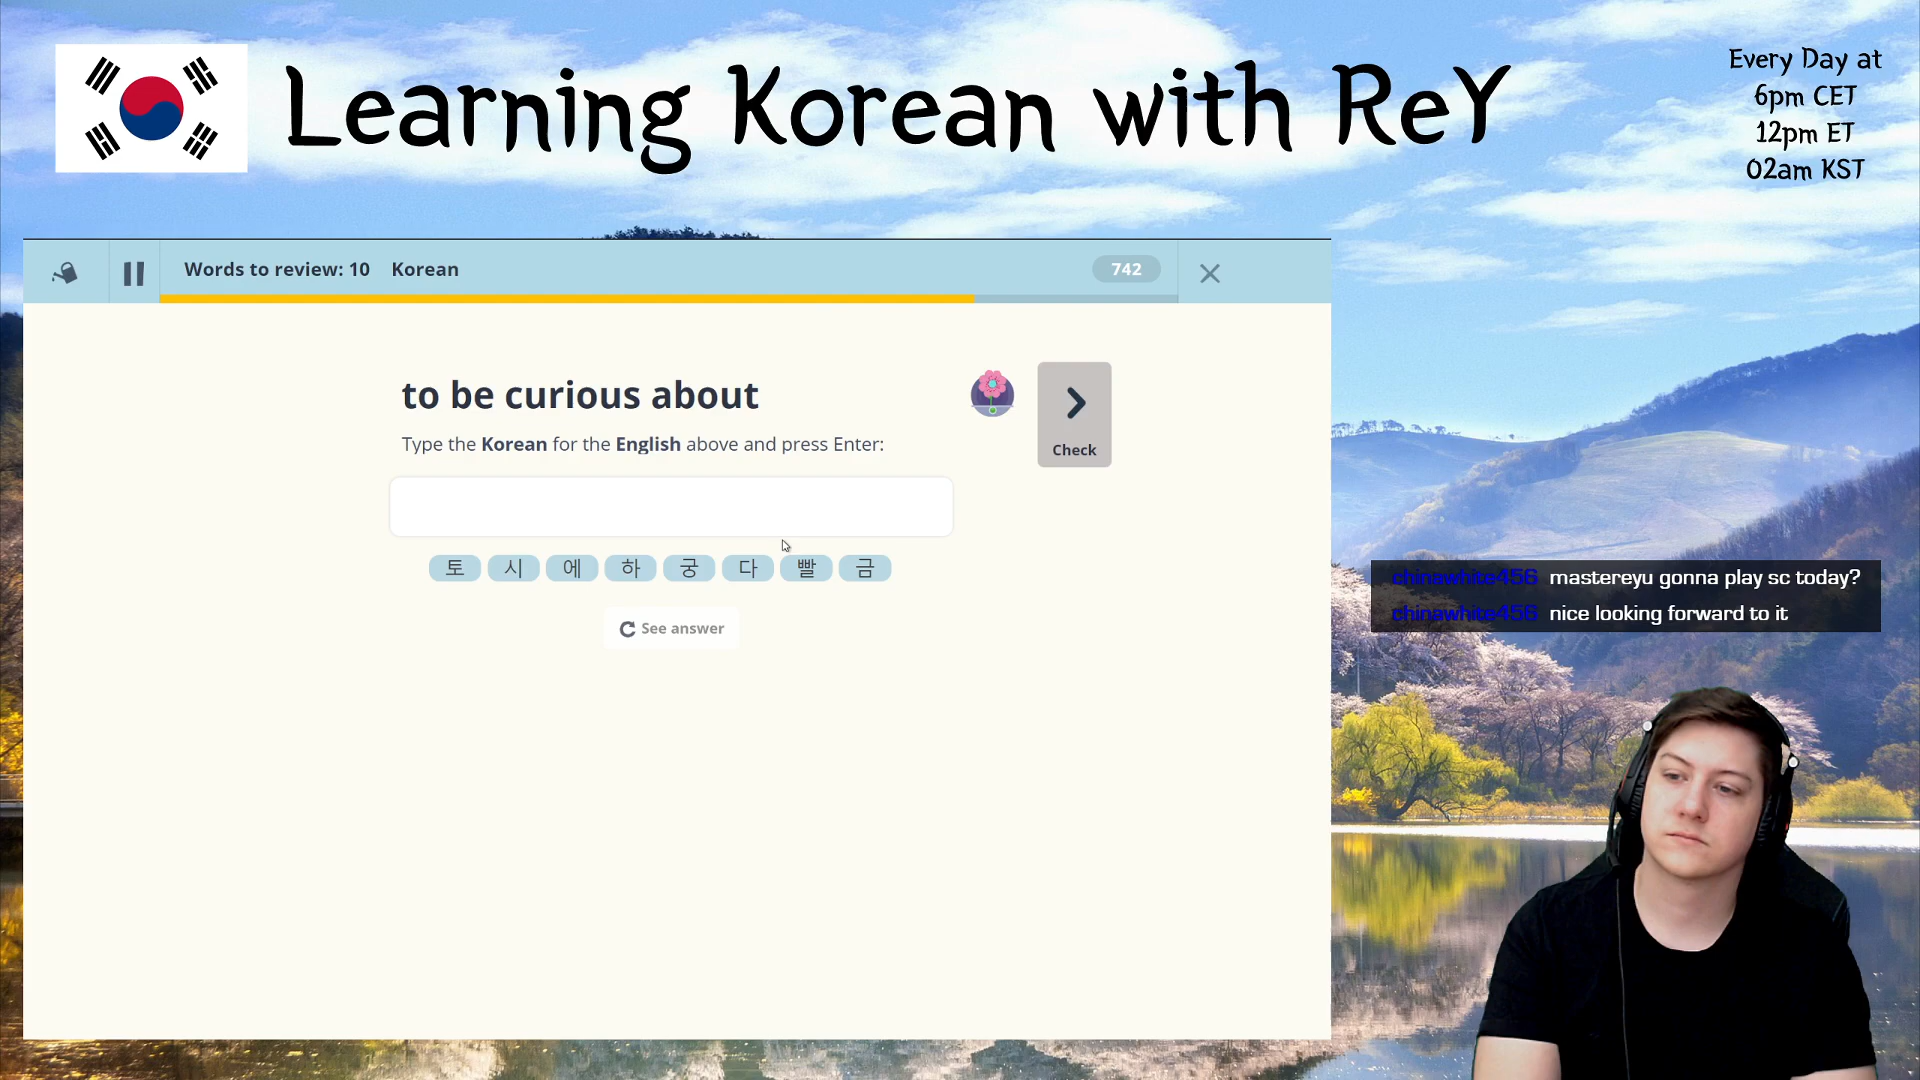 Learning Korean with ReY
Every Day at
6pm CET
12pm ET
02am KST
Words to review: 10 Korean
742
to be curious about
Type the Korean for the English above and press Enter:
Check
토 시 에 하 궁 다 빨 금
See answer
chinawhite456 mastereyu gonna play sc today?
chinawhite456 nice looking forward to it